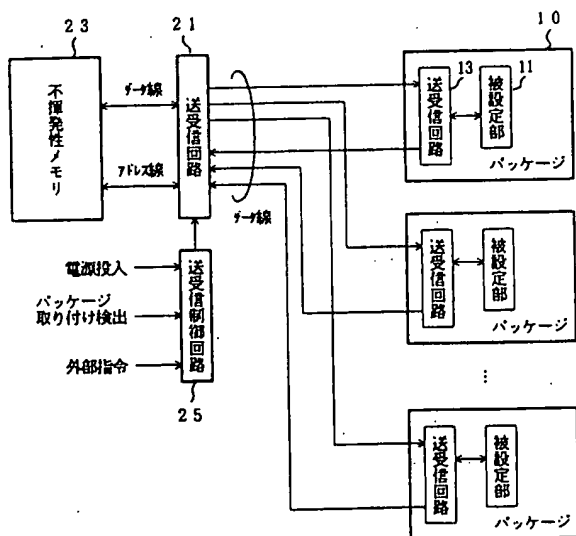 23
21
10
不揮発性メモリ
データ線
アドレス線
送受信回路
データ線
送受信回路
13
被設定部
11
パッケージ
電源投入
パッケージ
取り付け検出
外部指令
送受信制御回路
25
送受信回路
被設定部
パッケージ
…
送受信回路
被設定部
パッケージ